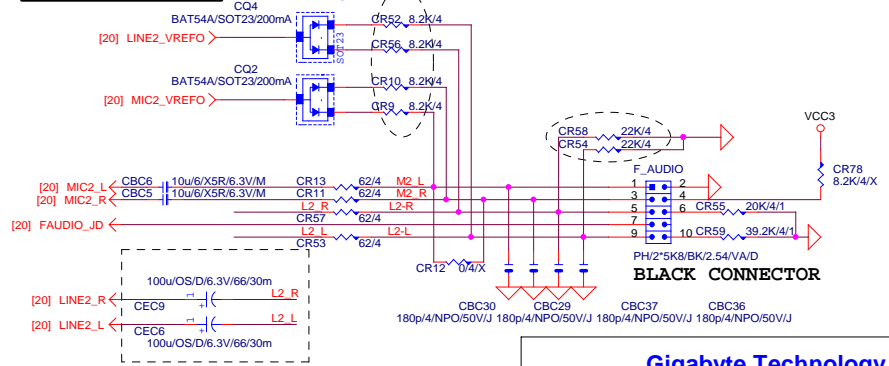 CQ4
BAT54A/SOT23/200mA
[20] LINE2_VREFO
SOT23
CR52 8.2K/4
CR56 8.2K/4
CQ2
BAT54A/SOT23/200mA
[20] MIC2_VREFO
CR10 8.2K/4
CR9 8.2K/4
CR58 22K/4
CR54 22K/4
VCC3
CR78
8.2K/4/X
F_AUDIO
[20] MIC2_L CBC6 10u/6/X5R/6.3V/M CR13 62/4 M2_L 1 2
[20] MIC2_R CBC5 10u/6/X5R/6.3V/M CR11 62/4 M2_R 3 4
L2_R 62/4 L2-R 5 6 CR55 20K/4/1
[20] FAUDIO_JD CR57 62/4 7
L2_L 62/4 L2-L 9 10 CR59 39.2K/4/1
CR53 62/4
PH/2*5K8/BK/2.54/VA/D
BLACK CONNECTOR
CR12 0/4/X
100u/OS/D/6.3V/66/30m
[20] LINE2_R 1 L2_R
CEC9
[20] LINE2_L 1 L2_L
CEC6
100u/OS/D/6.3V/66/30m
CBC30 CBC29 CBC37 CBC36
180p/4/NPO/50V/J 180p/4/NPO/50V/J 180p/4/NPO/50V/J 180p/4/NPO/50V/J
Gigabyte Technology